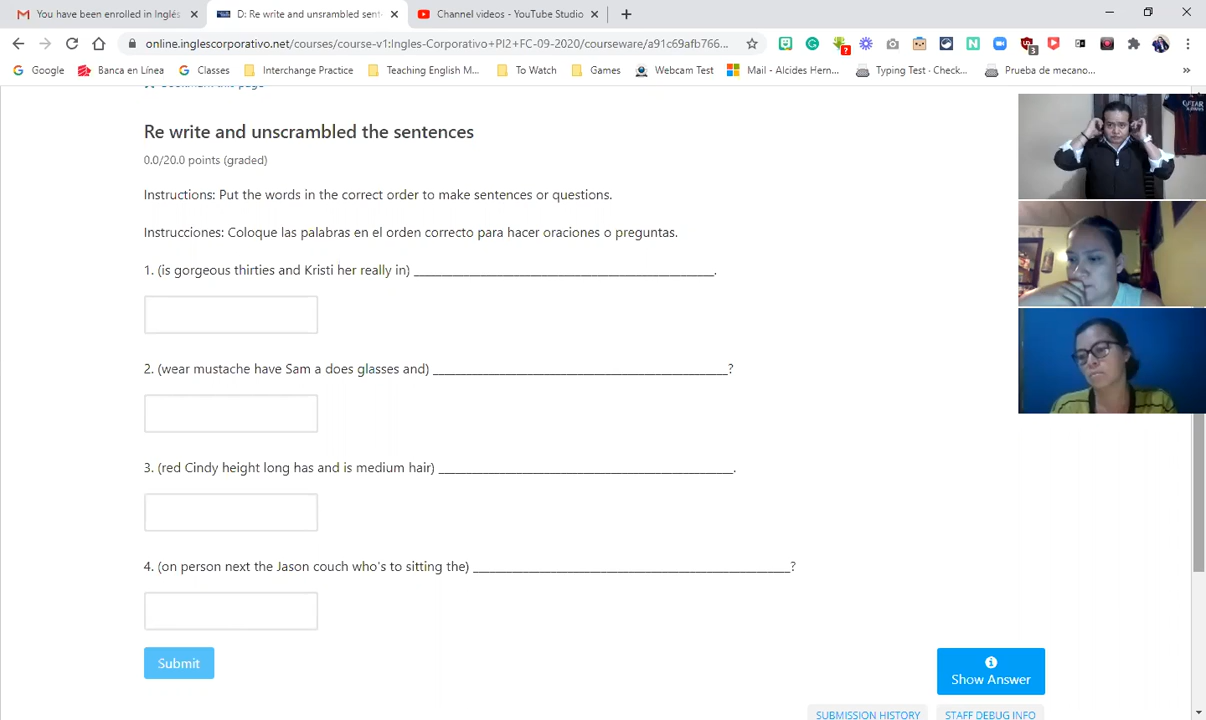 You have been enrolled in Inglés
D: Re write and unsrambled sent
Channel videos - YouTube Studio
online.inglescorporativo.net/courses/course-v1:Ingles-Corporativo+PI2+FC-09-2020/courseware/a91c69afb766...
Google
Banca en Línea
Classes
Interchange Practice
Teaching English M...
To Watch
Games
Webcam Test
Mail - Alcides Hern...
Typing Test · Check...
Prueba de mecano...
Re write and unscrambled the sentences
0.0/20.0 points (graded)
Instructions: Put the words in the correct order to make sentences or questions.
Instrucciones: Coloque las palabras en el orden correcto para hacer oraciones o preguntas.
1. (is gorgeous thirties and Kristi her really in) ________________________________________.
2. (wear mustache have Sam a does glasses and) ________________________________________?
3. (red Cindy height long has and is medium hair) ________________________________________.
4. (on person next the Jason couch who's to sitting the) ___________________________________________?
Submit
Show Answer
SUBMISSION HISTORY
STAFF DEBUG INFO